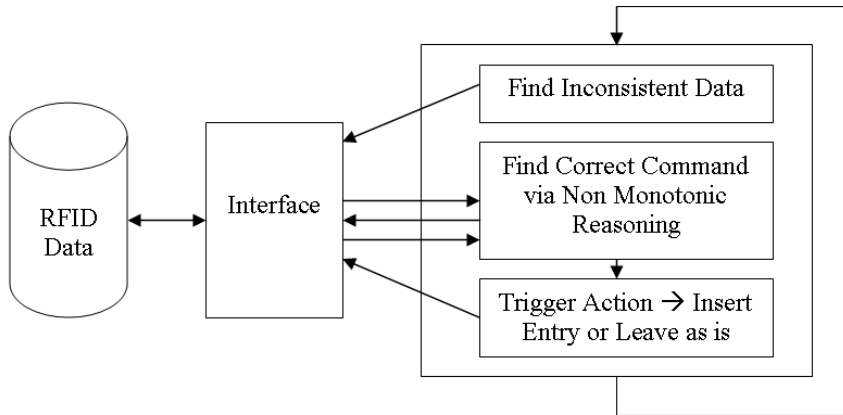 RFID
Data
Interface
Find Inconsistent Data
Find Correct Command
via Non Monotonic
Reasoning
Trigger Action → Insert
Entry or Leave as is